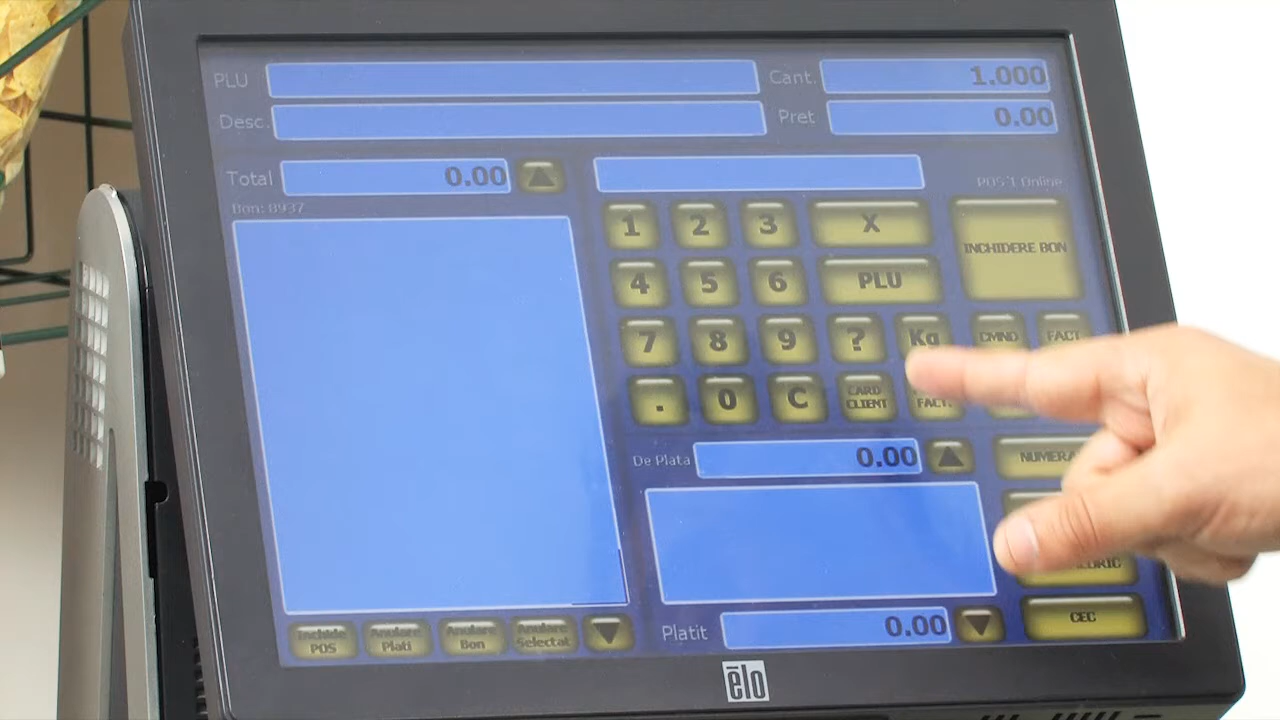 PLU
Cant. 1.000
Desc.
Pret 0.00
Total 0.00
POS:1 Online
Bon: 8937
1 2 3 X
INCHIDERE BON
4 5 6 PLU
7 8 9 ? Kg CMND FACT
. 0 C CARD CLIENT
FACT.
De Plata 0.00
NUMERA
CEC
Platit 0.00
Inchide POS
Anulare Plati
Anulare Bon
Anulare Selectat
elo